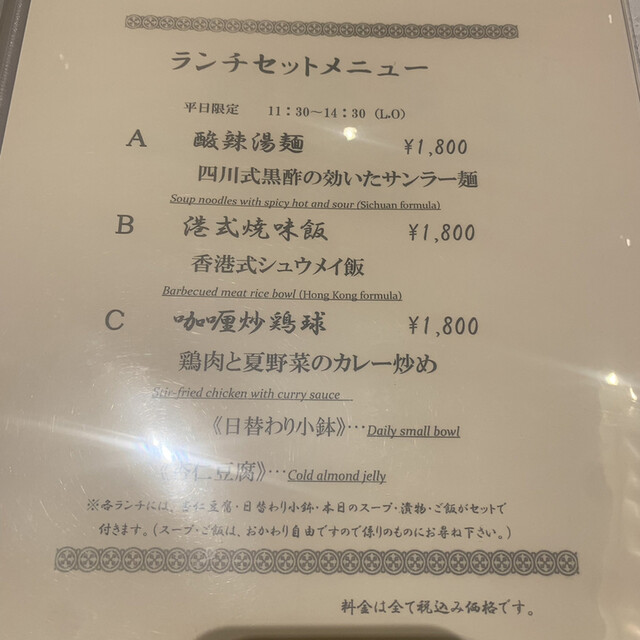 ランチセットメニュー
平日限定 11:30～14:30 (L.O)
A 酸辣湯麺 ¥1,800
四川式黒酢の効いたサンラー麺
Soup noodles with spicy hot and sour (Sichuan formula)
B 港式焼味飯 ¥1,800
香港式シュウメイ飯
Barbecued meat rice bowl (Hong Kong formula)
C 咖喱炒鶏球 ¥1,800
鶏肉と夏野菜のカレー炒め
Stir-fried chicken with curry sauce
《日替わり小鉢》…Daily small bowl
《杏仁豆腐》…Cold almond jelly
※各ランチには、杏仁豆腐・日替わり小鉢・本日のスープ・漬物・ご飯がセットで
付きます。(スープ・ご飯は、おかわり自由ですので係りのものにお尋ね下さい。)
料金は全て税込み価格です。